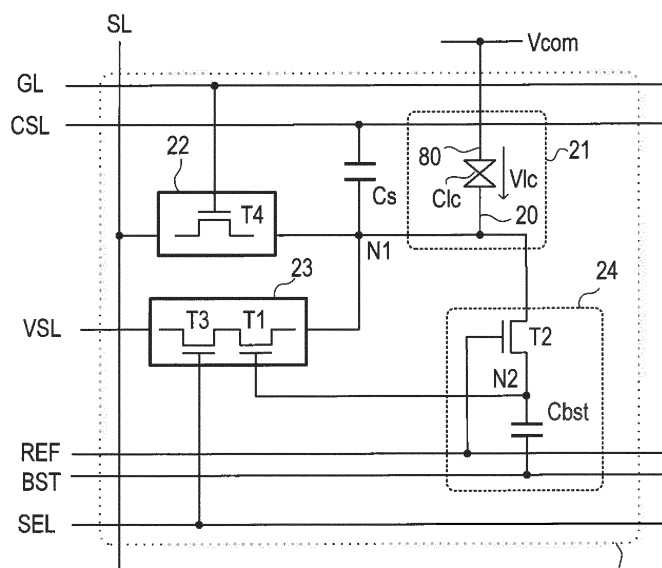 SL
Vcom
GL
CSL
22
80
21
Clc
Vlc
Cs
T4
20
N1
23
24
VSL
T3
T1
T2
N2
Cbst
REF
BST
SEL